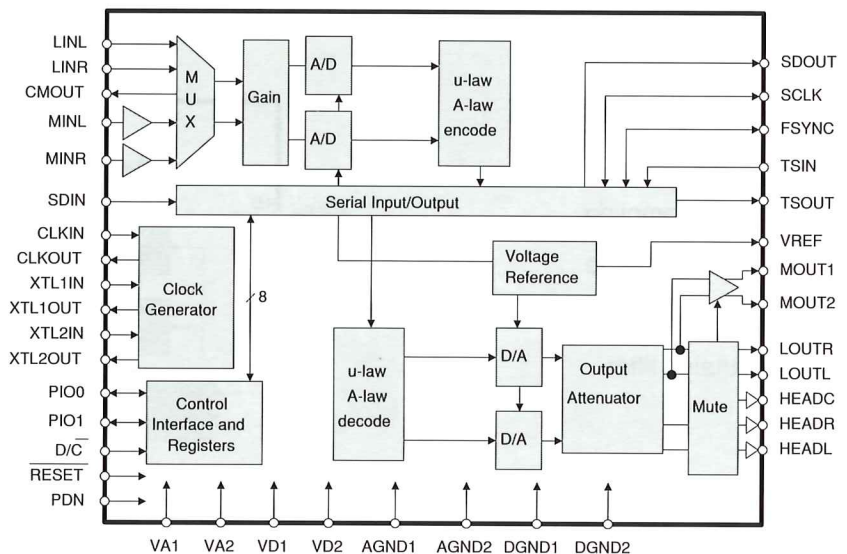 LINL
LINR
CMOUT
MINL
MINR
SDIN
CLKIN
CLKOUT
XTL1IN
XTL1OUT
XTL2IN
XTL2OUT
PIO0
PIO1
D/C
RESET
PDN
MUX
Gain
A/D
A/D
u-law
A-law
encode
Serial Input/Output
Clock
Generator
8
Control
Interface and
Registers
Voltage
Reference
u-law
A-law
decode
D/A
D/A
Output
Attenuator
Mute
SDOUT
SCLK
FSYNC
TSIN
TSOUT
VREF
MOUT1
MOUT2
LOUTR
LOUTL
HEADC
HEADR
HEADL
VA1 VA2 VD1 VD2 AGND1 AGND2 DGND1 DGND2